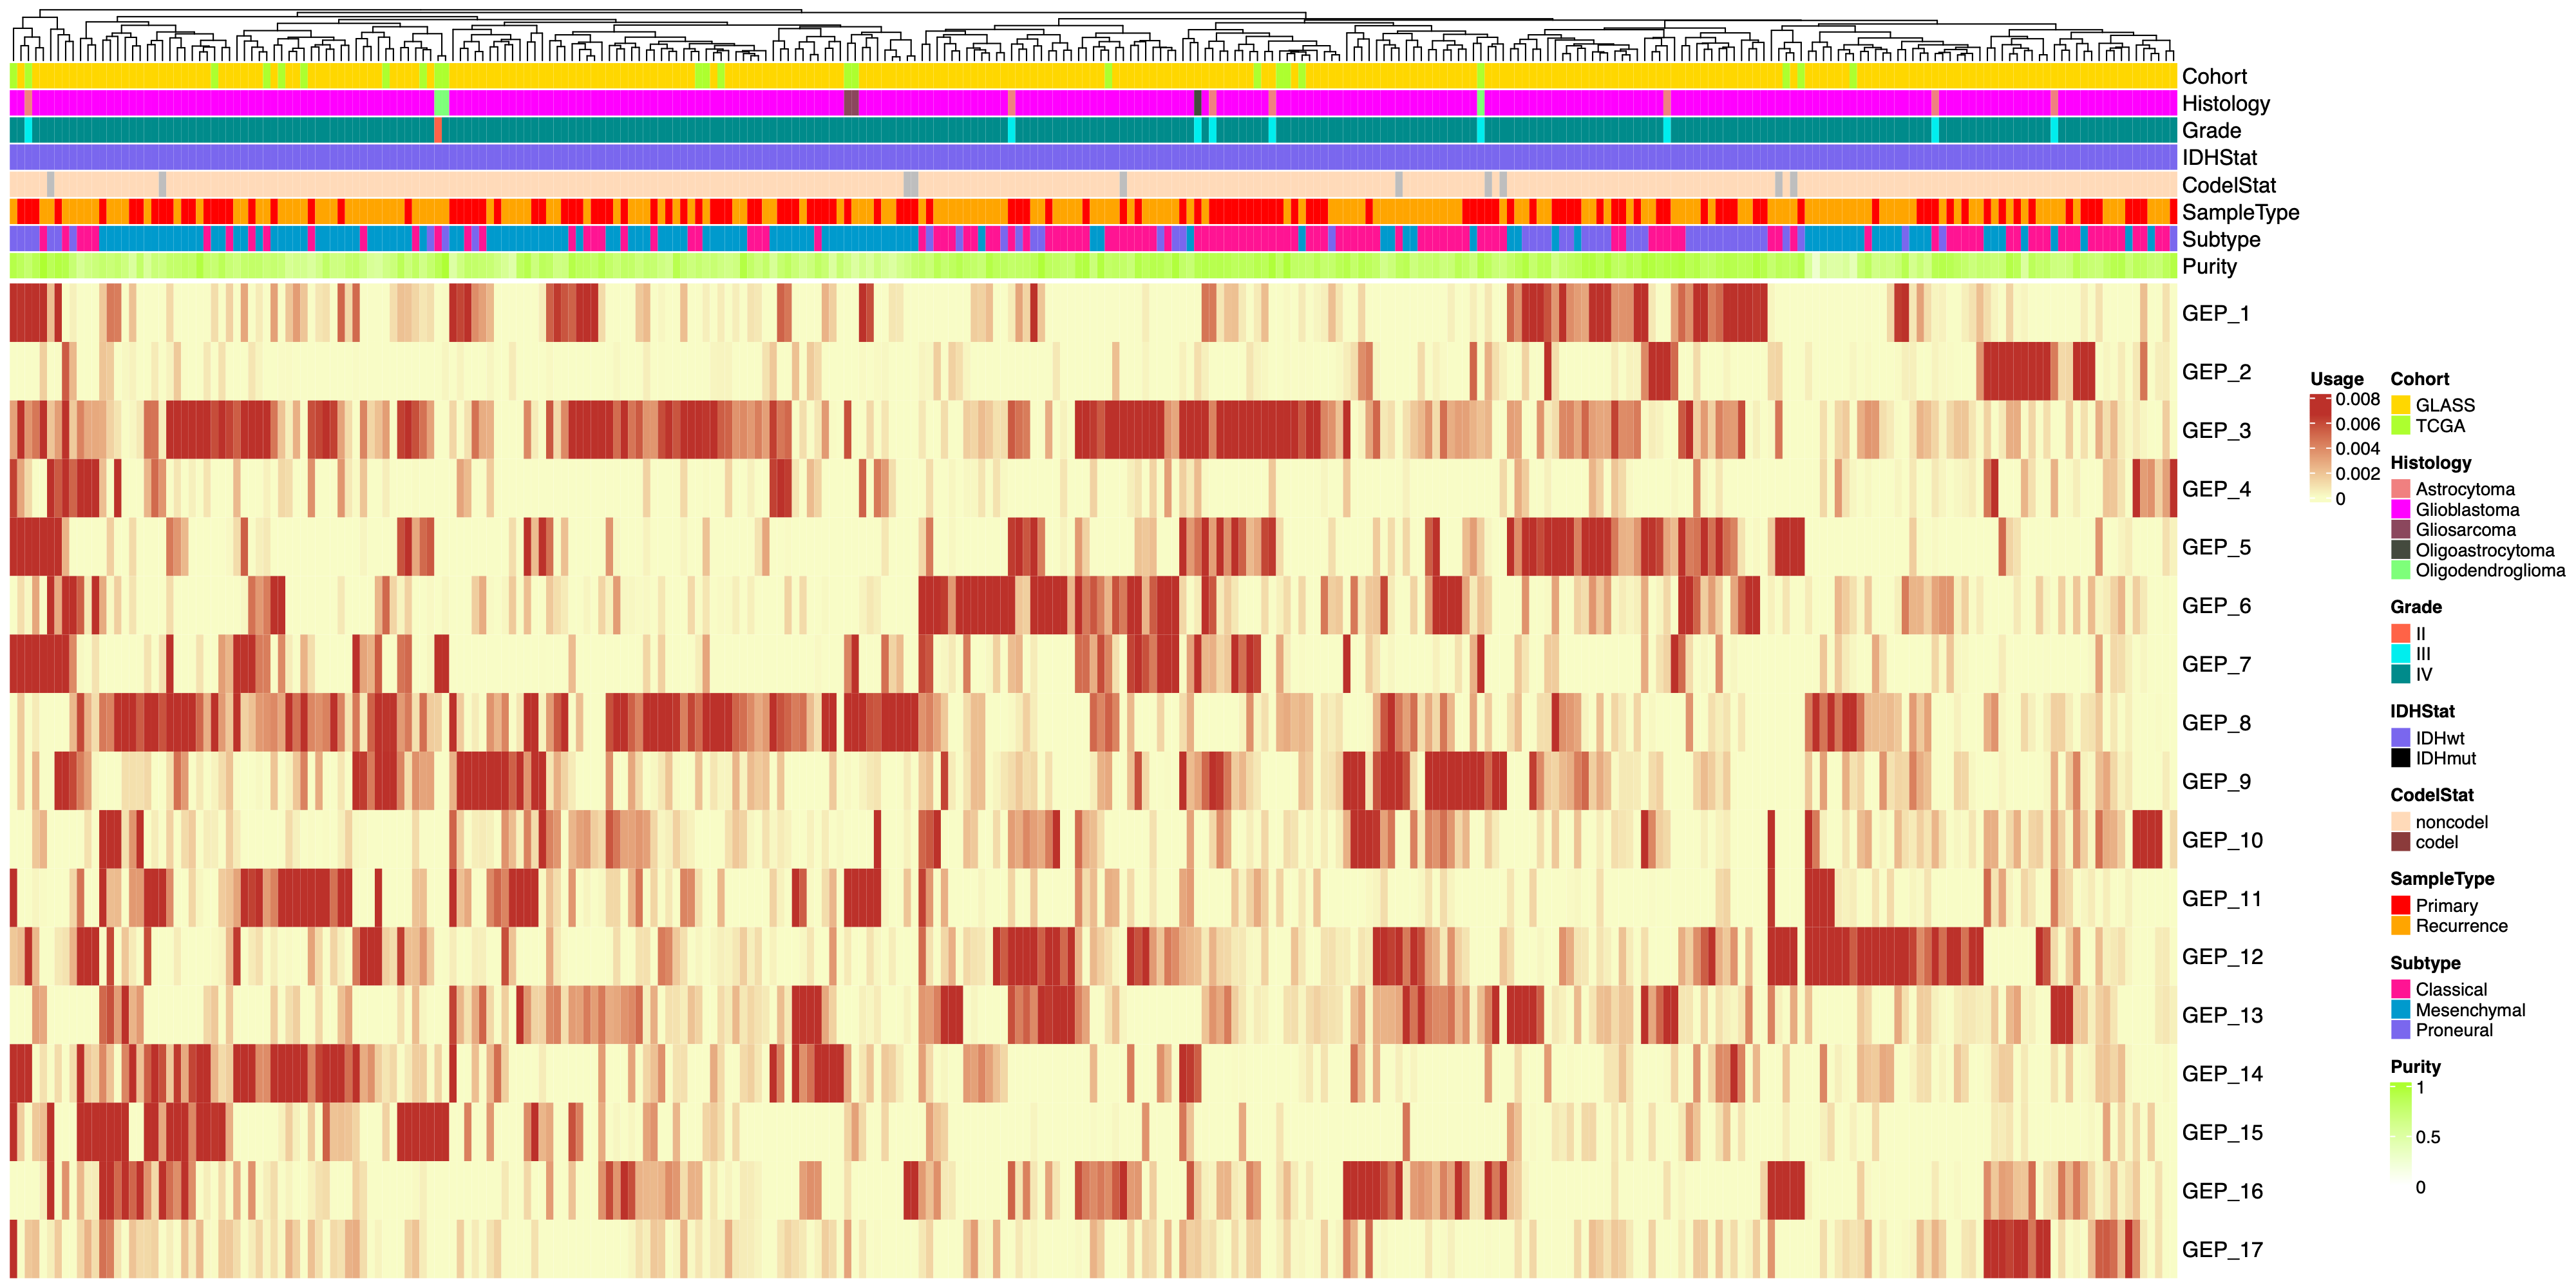 Cohort
Histology
Grade
IDHStat
CodelStat
SampleType
Subtype
Purity
GEP_1
GEP_2
GEP_3
GEP_4
GEP_5
GEP_6
GEP_7
GEP_8
GEP_9
GEP_10
GEP_11
GEP_12
GEP_13
GEP_14
GEP_15
GEP_16
GEP_17
Usage
0.008
0.006
0.004
0.002
0
Cohort
GLASS
TCGA
Histology
Astrocytoma
Glioblastoma
Gliosarcoma
Oligoastrocytoma
Oligodendroglioma
Grade
II
III
IV
IDHStat
IDHwt
IDHmut
CodelStat
noncodel
codel
SampleType
Primary
Recurrence
Subtype
Classical
Mesenchymal
Proneural
Purity
1
0.5
0